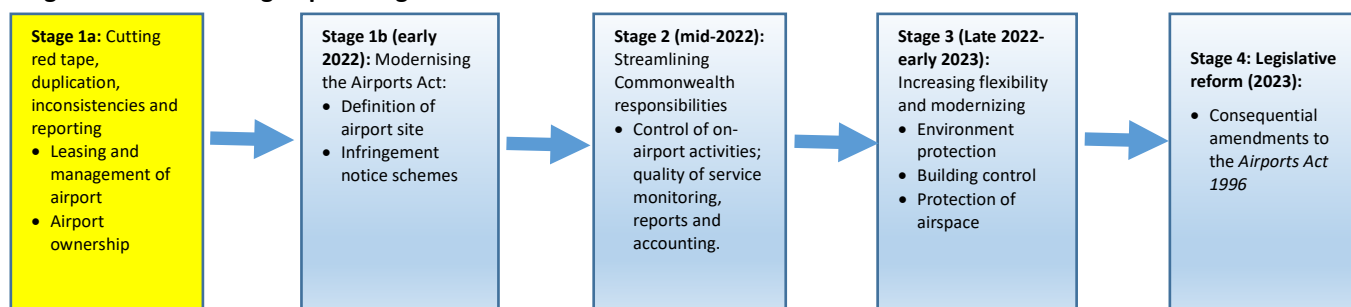 Stage 1a: Cutting
red tape,
duplication,
inconsistencies and
reporting
• Leasing and
management of
airport
• Airport
ownership
Stage 1b (early
2022): Modernising
the Airports Act:
• Definition of
airport site
• Infringement
notice schemes
Stage 2 (mid-2022):
Streamlining
Commonwealth
responsibilities
• Control of on-
airport activities;
quality of service
monitoring,
reports and
accounting.
Stage 3 (Late 2022-
early 2023):
Increasing flexibility
and modernizing
• Environment
protection
• Building control
• Protection of
airspace
Stage 4: Legislative
reform (2023):
• Consequential
amendments to
the Airports Act
1996